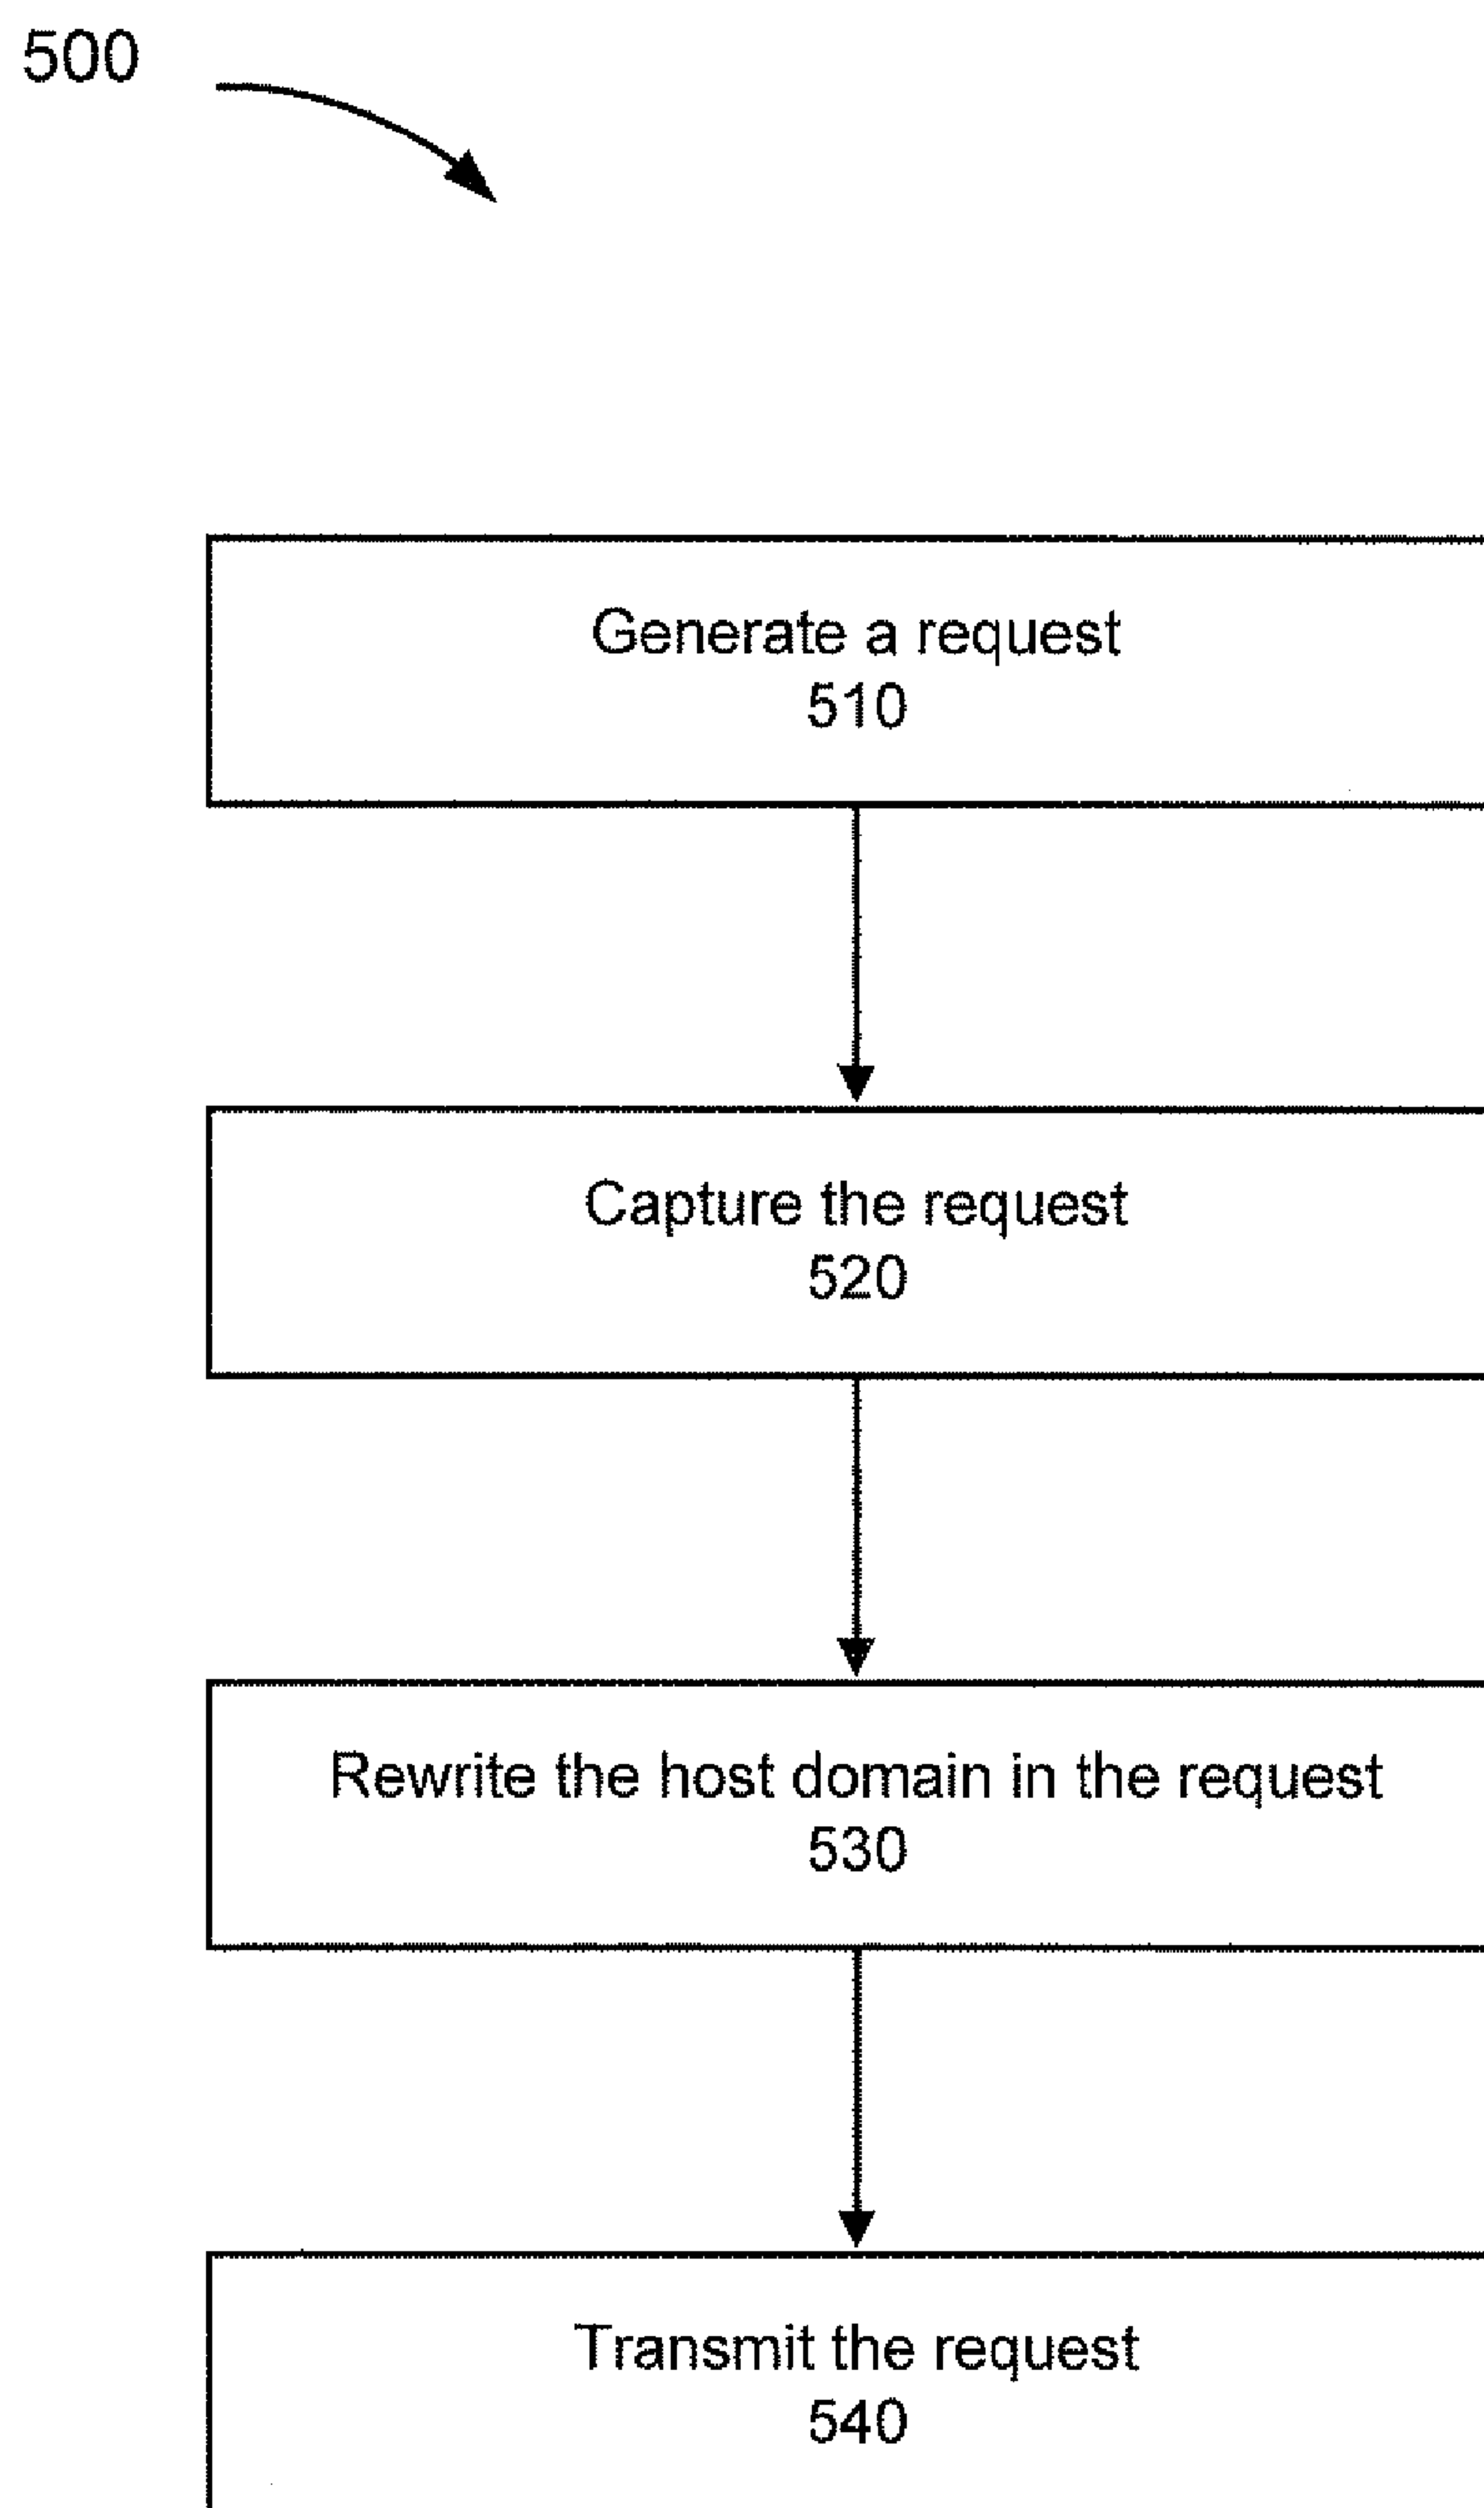 500
Generate a request
510
Capture the request
520
Rewrite the host domain in the request
530
Transmit the request
540